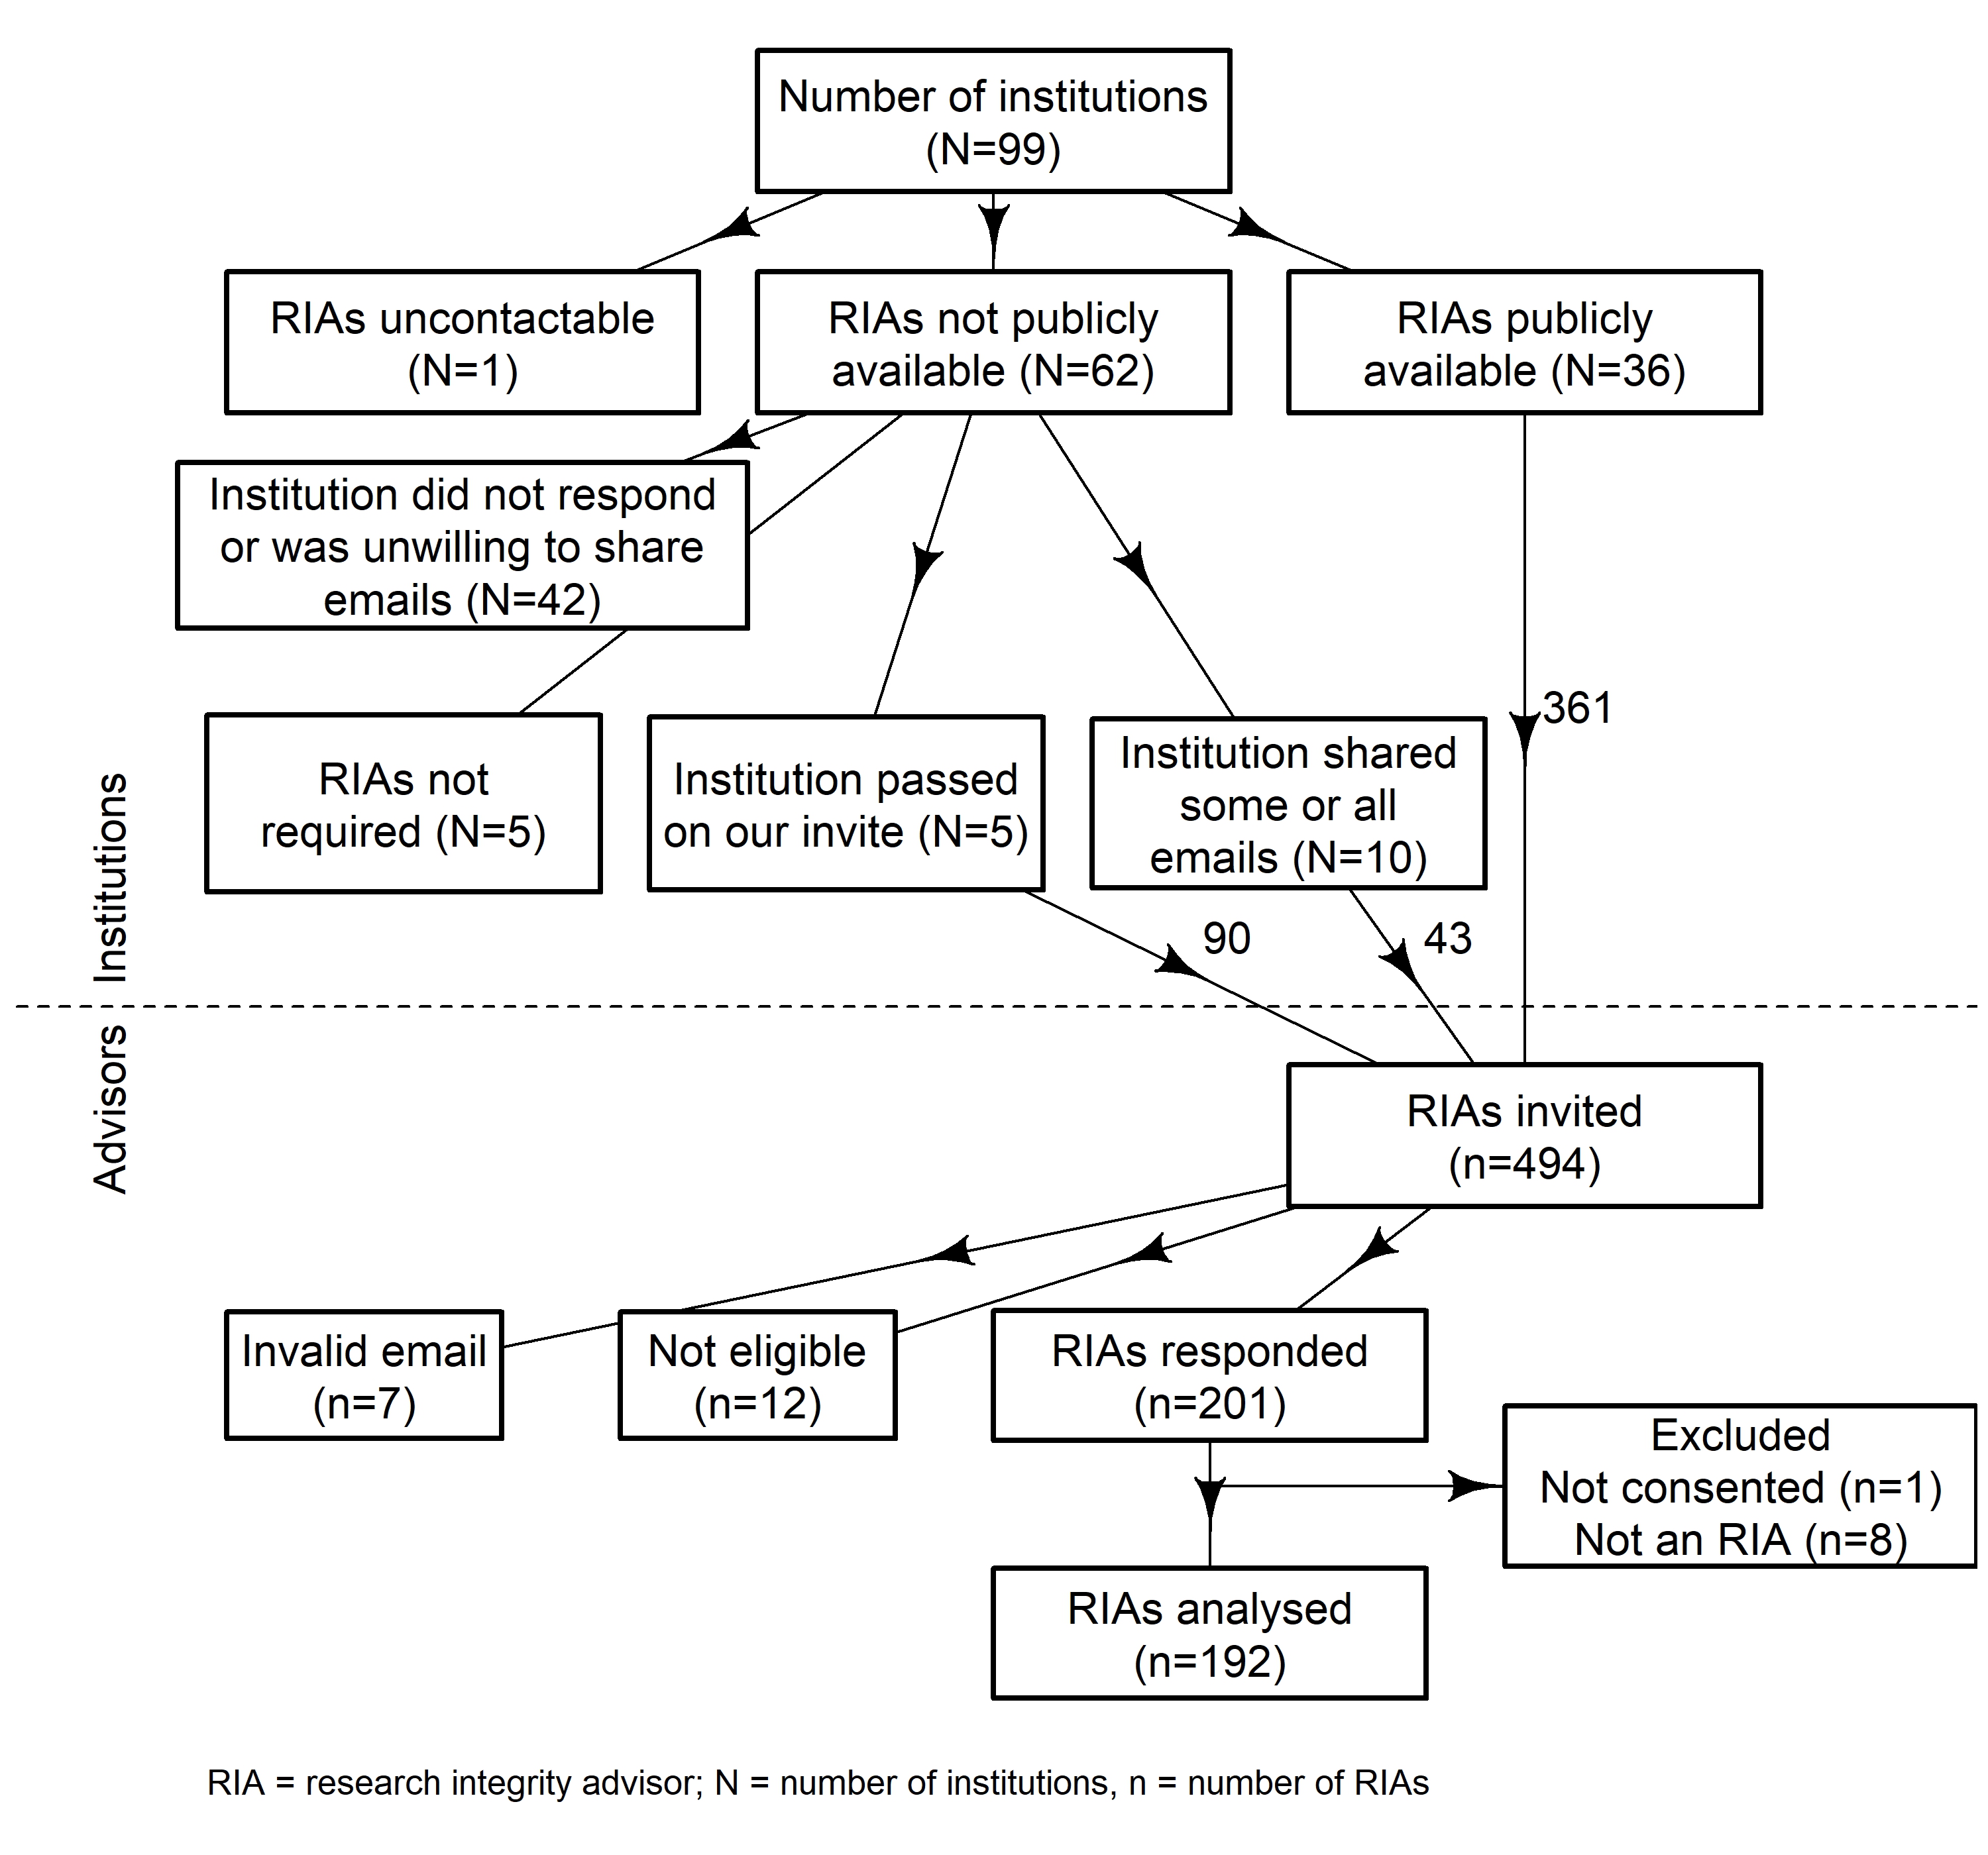 Number of institutions
(N=99)
RIAs uncontactable
(N=1)
RIAs not publicly
available (N=62)
RIAs publicly
available (N=36)
Institution did not respond
or was unwilling to share
emails (N=42)
361
RIAs not
required (N=5)
Institution passed
on our invite (N=5)
Institution shared
some or all
emails (N=10)
Institutions
90
43
Advisors
RIAs invited
(n=494)
Invalid email
(n=7)
Not eligible
(n=12)
RIAs responded
(n=201)
Excluded
Not consented (n=1)
Not an RIA (n=8)
RIAs analysed
(n=192)
RIA = research integrity advisor; N = number of institutions, n = number of RIAs